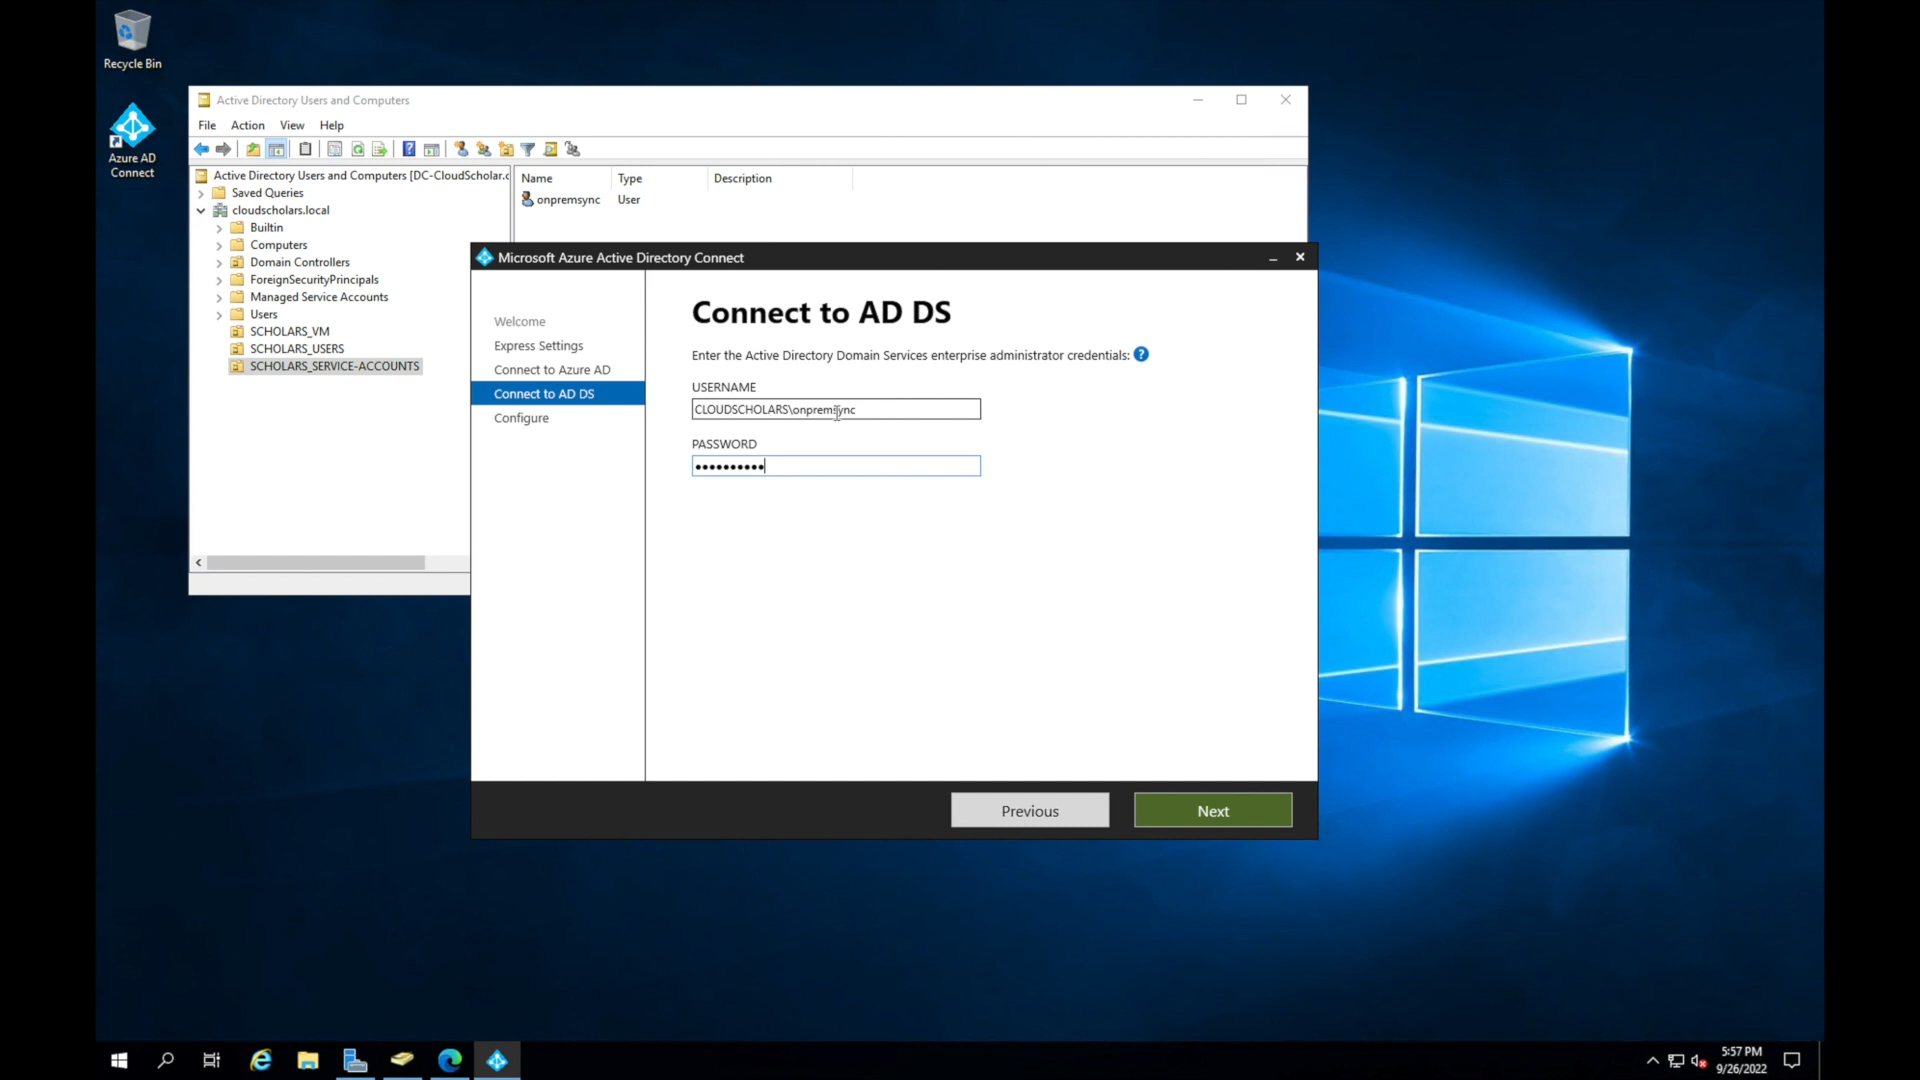 Recycle Bin
Azure AD
Connect
Active Directory Users and Computers
File Action View Help
Active Directory Users and Computers [DC-CloudScholar.c
Saved Queries
cloudscholars.local
Builtin
Computers
Domain Controllers
ForeignSecurityPrincipals
Managed Service Accounts
Users
SCHOLARS_VM
SCHOLARS_USERS
SCHOLARS_SERVICE-ACCOUNTS
Name Type Description
onpremsync User
Microsoft Azure Active Directory Connect
Welcome
Express Settings
Connect to Azure AD
Connect to AD DS
Configure
Connect to AD DS
Enter the Active Directory Domain Services enterprise administrator credentials: ?
USERNAME
CLOUDSCHOLARS\onpremsync
PASSWORD
••••••••••
Previous Next
5:57 PM
9/26/2022